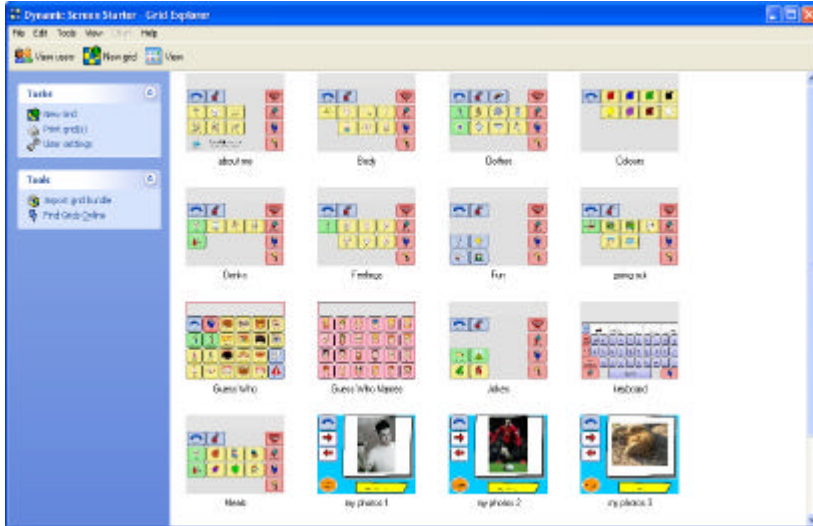 Dynamic Screen Starter - Grid Explorer
File Edit Tools View Help
View users New grid View
Tasks
New Grid
Print grid(s)
User settings
Tools
Import grid bundle
Find Grids Online
about me Body Clothes Colours
Drinks Feelings Fun going out
Guess Who Guess Who Names Jokes keyboard
Meals my photos 1 my photos 2 my photos 3